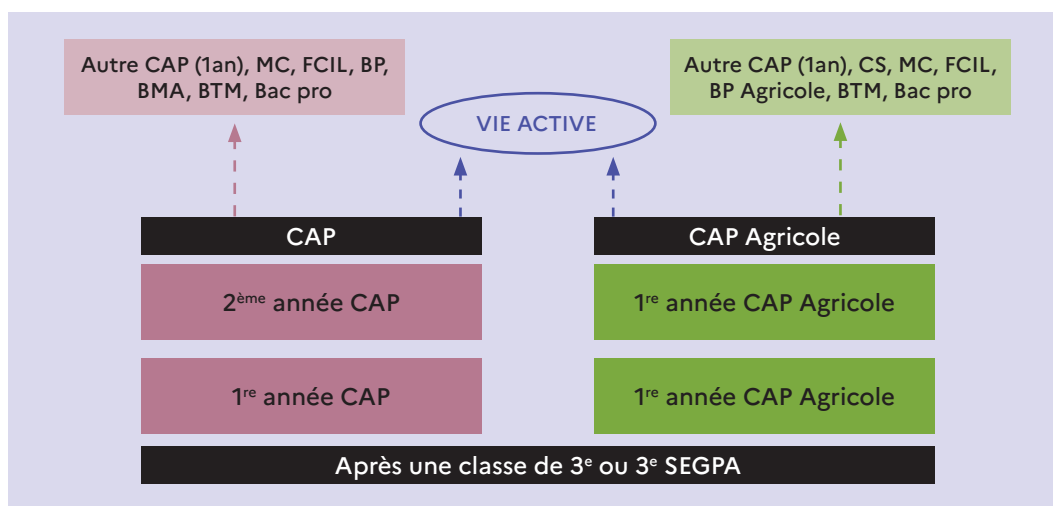 Autre CAP (1an), MC, FCIL, BP,
BMA, BTM, Bac pro
Autre CAP (1an), CS, MC, FCIL,
BP Agricole, BTM, Bac pro
VIE ACTIVE
CAP
CAP Agricole
2ème année CAP
1re année CAP Agricole
1re année CAP
1re année CAP Agricole
Après une classe de 3e ou 3e SEGPA